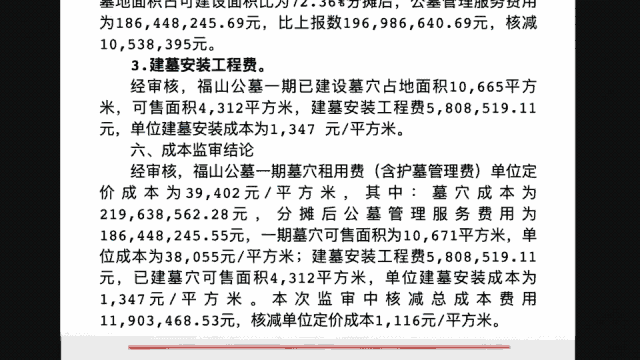 墓地面积占可建设面积比为72.36%分摊后，公墓管理服务费用
为186,448,245.69元，比上报数196,986,640.69元，核减
10,538,395元。
3.建墓安装工程费。
经审核，福山公墓一期已建设墓穴占地面积10,665平方
米，可售面积4,312平方米，建墓安装工程费5,808,519.11
元，单位建墓安装成本为1,347 元/平方米。
六、成本监审结论
经审核，福山公墓一期墓穴租用费（含护墓管理费）单位定
价成本为39,402元/平方米，其中：墓穴成本为
219,638,562.28元，分摊后公墓管理服务费用为
186,448,245.55元，一期墓穴可售面积为10,671平方米，单
位成本为38,055元/平方米；建墓安装工程费5,808,519.11
元，已建墓穴可售面积4,312平方米，单位建墓安装成本为
1,347元/平方米。本次监审中核减总成本费用
11,903,468.53元，核减单位定价成本1,116元/平方米。